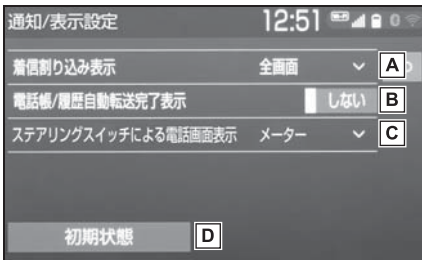 通知/表示設定 12:51 0
着信割り込み表示 全画面 A
電話帳/履歴自動転送完了表示 しない B
ステアリングスイッチによる電話画面表示 メーター C
初期状態 D